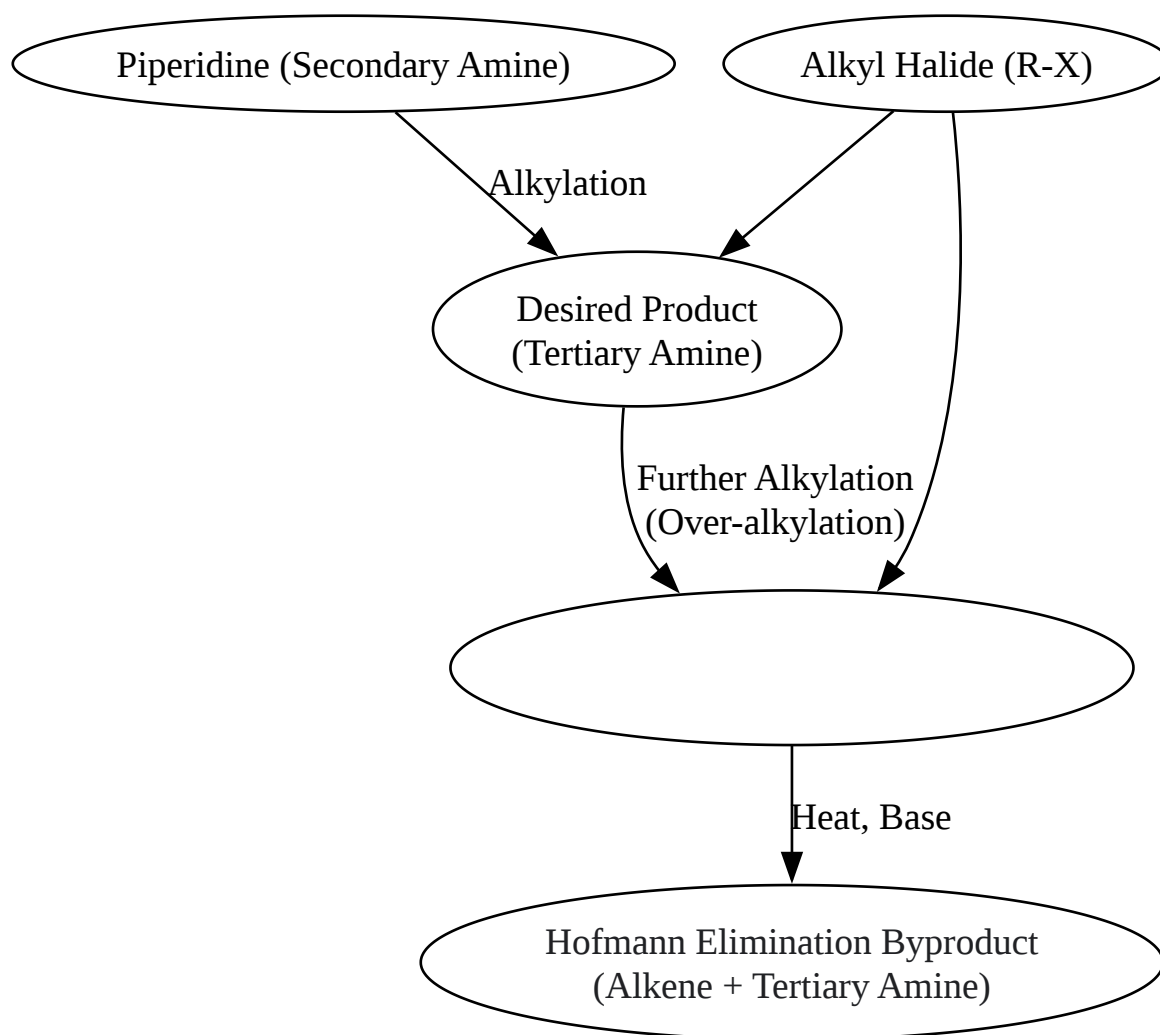 Piperidine (Secondary Amine)
Alkyl Halide (R-X)
Alkylation
Desired Product
(Tertiary Amine)
Further Alkylation
(Over-alkylation)
Heat, Base
Hofmann Elimination Byproduct
(Alkene + Tertiary Amine)